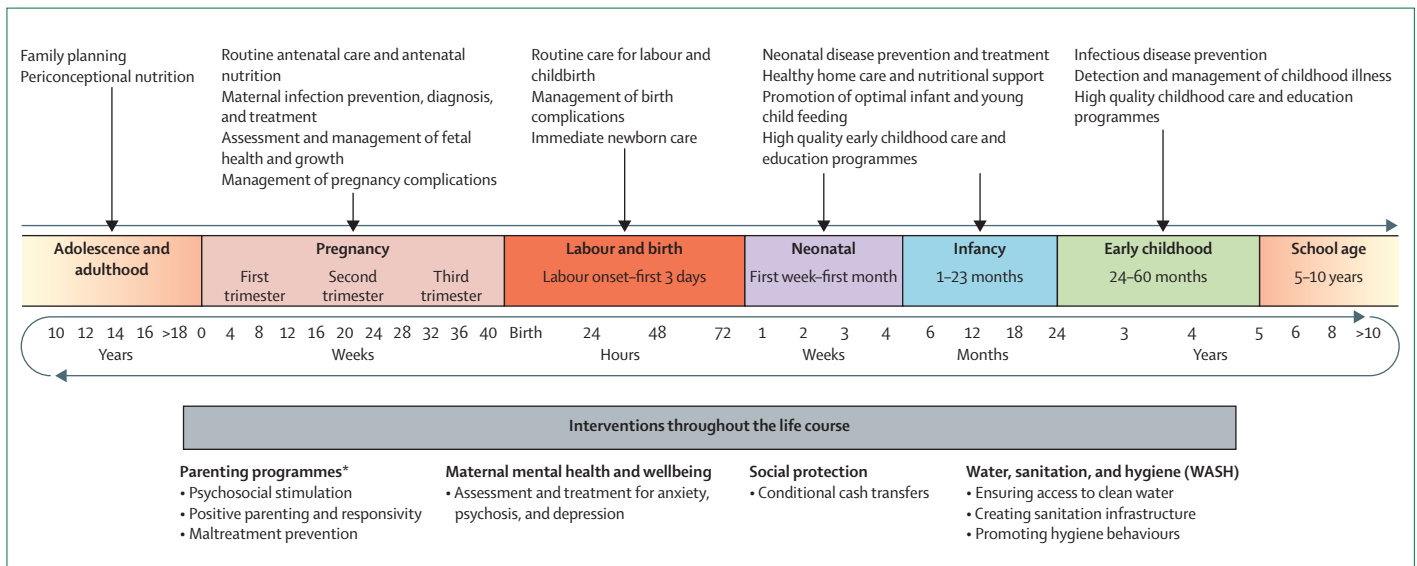 Family planning
Periconceptional nutrition
Routine antenatal care and antenatal
nutrition
Maternal infection prevention, diagnosis,
and treatment
Assessment and management of fetal
health and growth
Management of pregnancy complications
Routine care for labour and
childbirth
Management of birth
complications
Immediate newborn care
Neonatal disease prevention and treatment
Healthy home care and nutritional support
Promotion of optimal infant and young
child feeding
High quality early childhood care and
education programmes
Infectious disease prevention
Detection and management of childhood illness
High quality childhood care and education
programmes
Adolescence and
adulthood
Pregnancy
First
trimester
Second
trimester
Third
trimester
Labour and birth
Labour onset–first 3 days
Neonatal
First week–first month
Infancy
1–23 months
Early childhood
24–60 months
School age
5–10 years
10 12 14 16 >18 0 4 8 12 16 20 24 28 32 36 40 Birth 24 48 72 1 2 3 4 6 12 18 24 3 4 5 6 8 >10
Years Weeks Hours Weeks Months Years
Interventions throughout the life course
Parenting programmes*
• Psychosocial stimulation
• Positive parenting and responsivity
• Maltreatment prevention
Maternal mental health and wellbeing
• Assessment and treatment for anxiety,
psychosis, and depression
Social protection
• Conditional cash transfers
Water, sanitation, and hygiene (WASH)
• Ensuring access to clean water
• Creating sanitation infrastructure
• Promoting hygiene behaviours